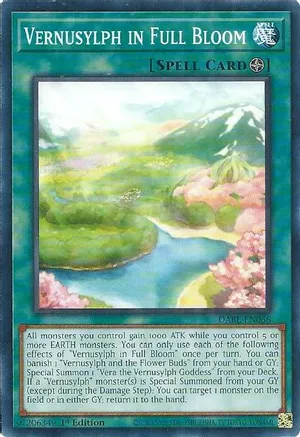 VERNUSYLPH IN FULL BLOOM
[SPELL CARD]
DABL-EN056
All monsters you control gain 1000 ATK while you control 5 or
more EARTH monsters. You can only use each of the following
effects of "Vernusylph in Full Bloom" once per turn. You can
banish 1 "Vernusylph and the Flower Buds" from your hand or GY;
Special Summon 1 "Vera the Vernusylph Goddess" from your Deck.
If a "Vernusylph" monster(s) is Special Summoned from your GY
(except during the Damage Step): You can target 1 monster on the
field or in either GY; return it to the hand.
1st Edition